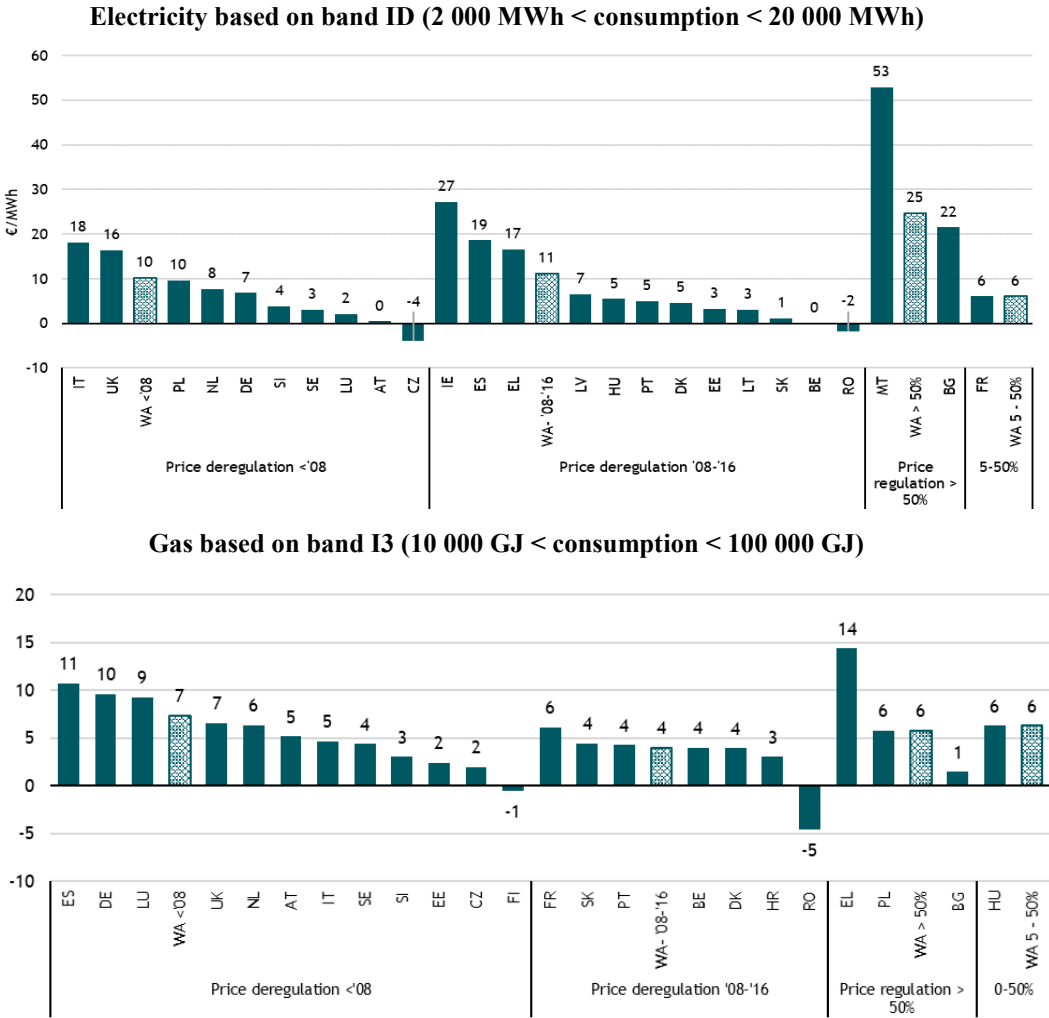 Electricity based on band ID (2 000 MWh < consumption < 20 000 MWh)
60
50
40
30
20
10
0
-10
€/MWh
18 16 10 10 8 7 4 3 2 0 -4 27 19 17 11 7 5 5 5 3 3 1 0 -2 53 25 22 6 6
IT UK WA <'08 PL NL DE SI SE LU AT CZ IE ES EL WA- '08-'16 LV HU PT DK EE LT SK BE RO MT WA > 50% BG FR WA 5 - 50%
Price deregulation <'08
Price deregulation '08-'16
Price
regulation >
50%
5-50%
Gas based on band I3 (10 000 GJ < consumption < 100 000 GJ)
20
15
10
5
0
-5
-10
11 10 9 7 7 6 5 5 4 3 2 2 -1 6 4 4 4 4 4 3 -5 14 6 6 1 6 6
ES DE LU WA <'08 UK NL AT IT SE SI EE CZ FI FR SK PT WA- '08-'16 BE DK HR RO EL PL WA > 50% BG HU WA 5 - 50%
Price deregulation <'08
Price deregulation '08-'16
Price regulation >
50%
0-50%